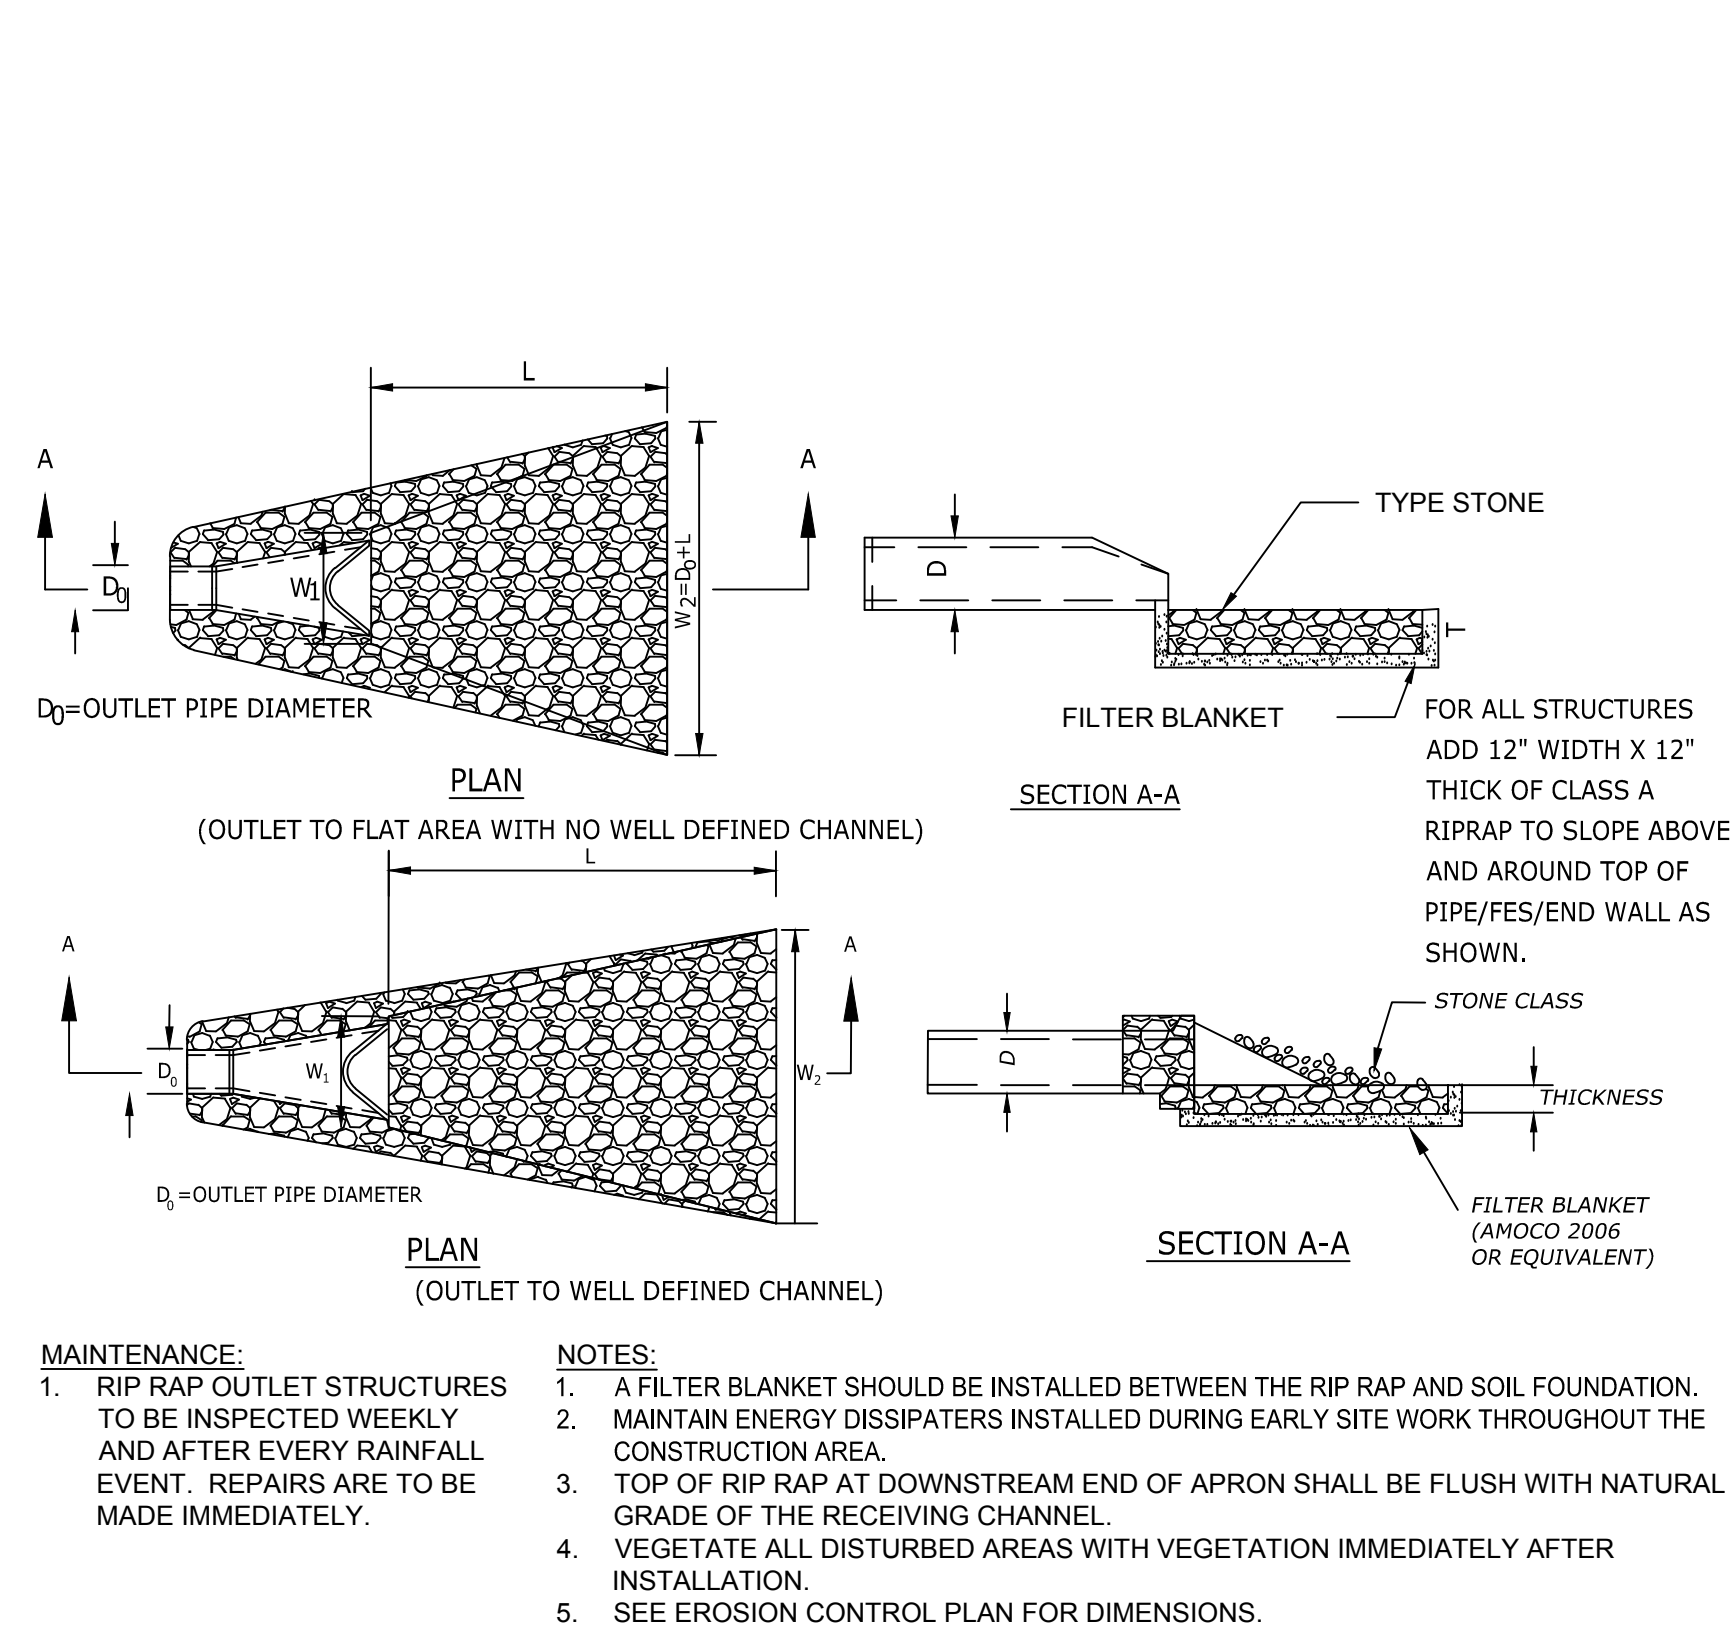 L
A
A
D0
W1
W2=D0+L
D0=OUTLET PIPE DIAMETER
PLAN
(OUTLET TO FLAT AREA WITH NO WELL DEFINED CHANNEL)
TYPE STONE
D
T
FILTER BLANKET
SECTION A-A
FOR ALL STRUCTURES
ADD 12" WIDTH X 12"
THICK OF CLASS A
RIPRAP TO SLOPE ABOVE
AND AROUND TOP OF
PIPE/FES/END WALL AS
SHOWN.
L
A
A
D0
W1
W2
D0=OUTLET PIPE DIAMETER
PLAN
(OUTLET TO WELL DEFINED CHANNEL)
STONE CLASS
D
THICKNESS
FILTER BLANKET
(AMOCO 2006
OR EQUIVALENT)
SECTION A-A
MAINTENANCE:
1. RIP RAP OUTLET STRUCTURES
TO BE INSPECTED WEEKLY
AND AFTER EVERY RAINFALL
EVENT. REPAIRS ARE TO BE
MADE IMMEDIATELY.
NOTES:
1. A FILTER BLANKET SHOULD BE INSTALLED BETWEEN THE RIP RAP AND SOIL FOUNDATION.
2. MAINTAIN ENERGY DISSIPATERS INSTALLED DURING EARLY SITE WORK THROUGHOUT THE
CONSTRUCTION AREA.
3. TOP OF RIP RAP AT DOWNSTREAM END OF APRON SHALL BE FLUSH WITH NATURAL
GRADE OF THE RECEIVING CHANNEL.
4. VEGETATE ALL DISTURBED AREAS WITH VEGETATION IMMEDIATELY AFTER
INSTALLATION.
5. SEE EROSION CONTROL PLAN FOR DIMENSIONS.